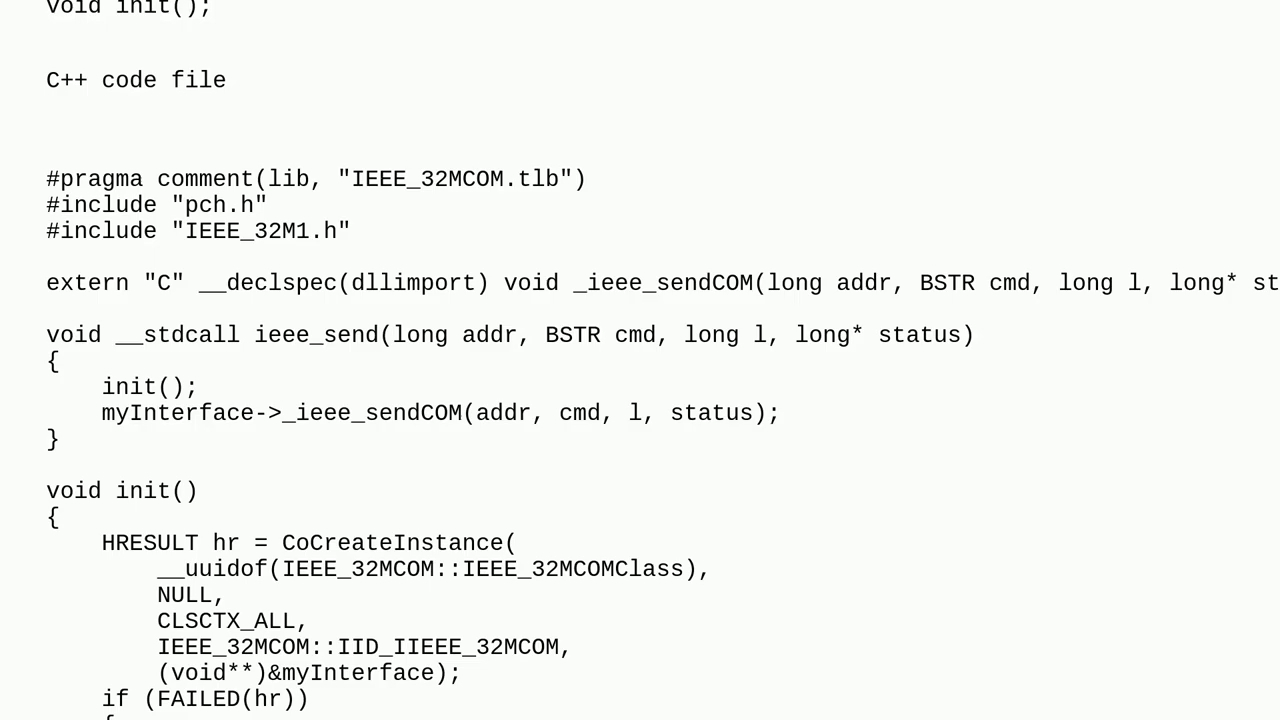 void init();
C++ code file
#pragma comment(lib, "IEEE_32MCOM.tlb")
#include "pch.h"
#include "IEEE_32M1.h"
extern "C" __declspec(dllimport) void _ieee_sendCOM(long addr, BSTR cmd, long l, long* st
void __stdcall ieee_send(long addr, BSTR cmd, long l, long* status)
{
    init();
    myInterface->_ieee_sendCOM(addr, cmd, l, status);
}
void init()
{
    HRESULT hr = CoCreateInstance(
        __uuidof(IEEE_32MCOM::IEEE_32MCOMClass),
        NULL,
        CLSCTX_ALL,
        IEEE_32MCOM::IID_IIEEE_32MCOM,
        (void**)&myInterface);
    if (FAILED(hr))
    {